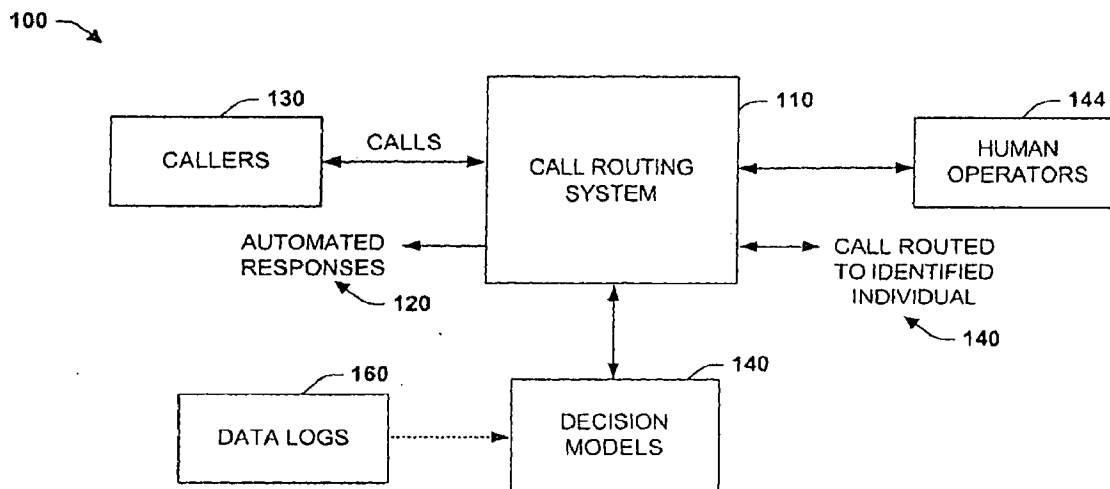 100
130
CALLERS
CALLS
110
CALL ROUTING
SYSTEM
144
HUMAN
OPERATORS
AUTOMATED
RESPONSES
120
CALL ROUTED
TO IDENTIFIED
INDIVIDUAL
140
160
DATA LOGS
140
DECISION
MODELS